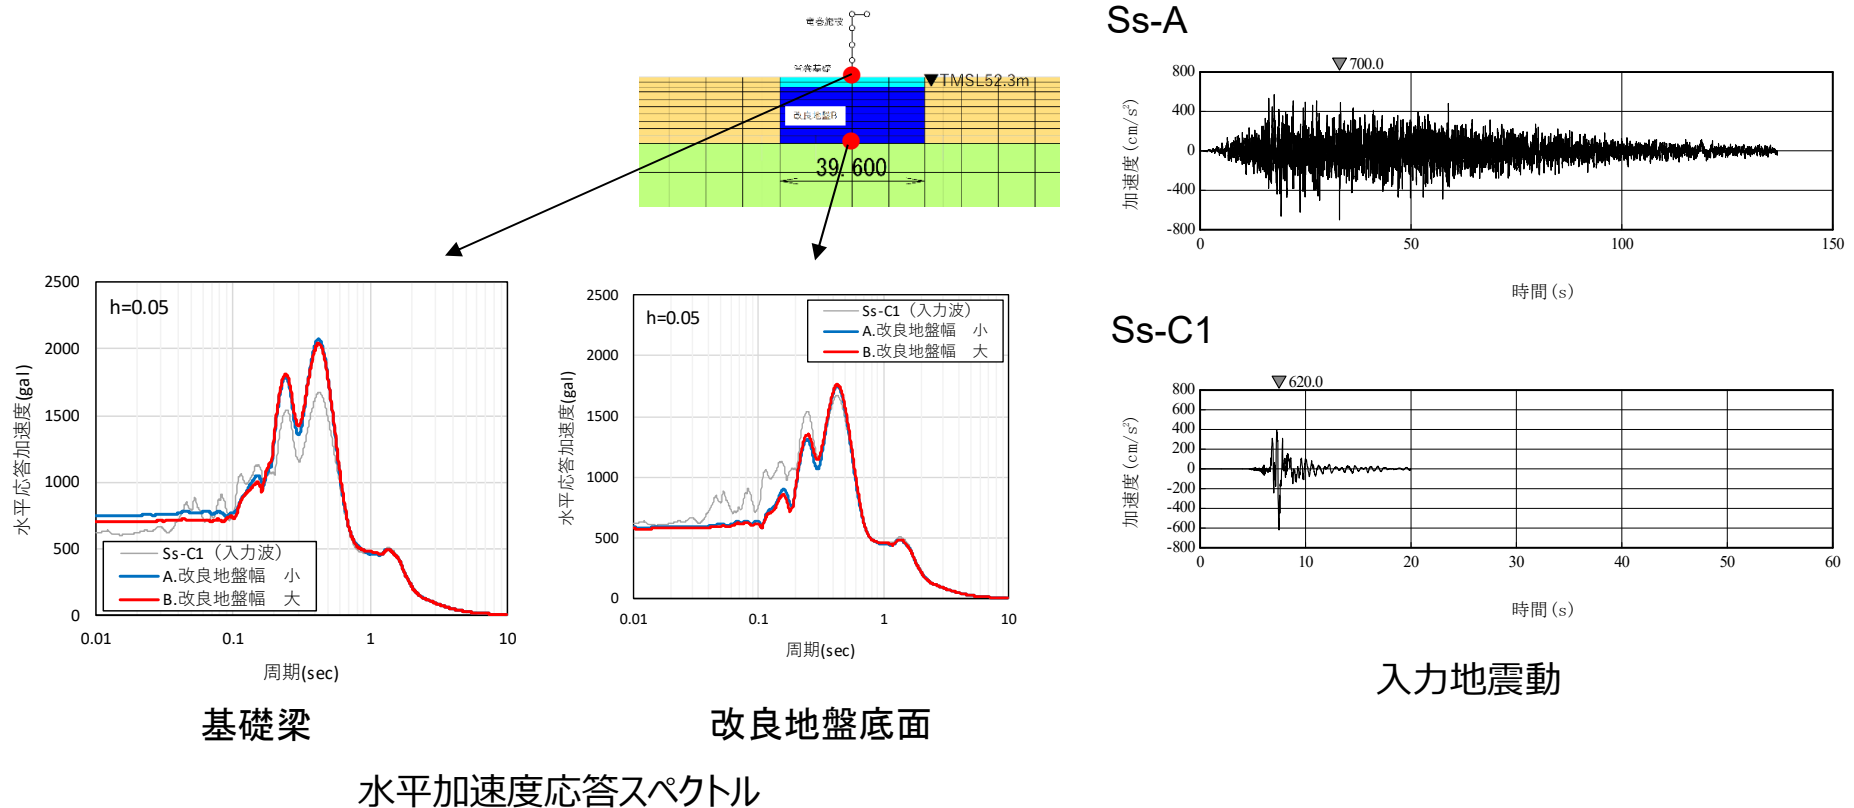 Ss-A
改良地盤B
▼TMSL52.3m
39.600
▽700.0
800
400
0
-400
-800
加速度(cm/s²)
0
50
100
150
時間(s)
Ss-C1
▽620.0
800
600
400
200
0
-200
-400
-600
-800
加速度(cm/s²)
0
10
20
30
40
50
60
時間(s)
入力地震動
2500
2000
1500
1000
500
0
水平応答加速度(gal)
h=0.05
Ss-C1（入力波）
A.改良地盤幅　小
B.改良地盤幅　大
0.01
0.1
1
10
周期(sec)
基礎梁
2500
2000
1500
1000
500
0
水平応答加速度(gal)
h=0.05
Ss-C1（入力波）
A.改良地盤幅　小
B.改良地盤幅　大
0.01
0.1
1
10
周期(sec)
改良地盤底面
水平加速度応答スペクトル